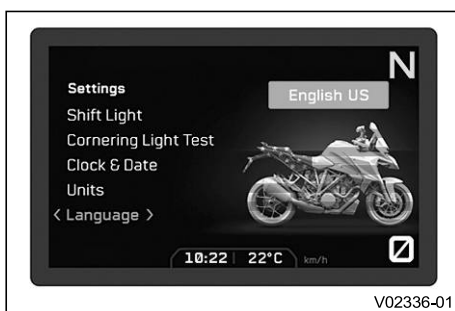 N
Settings
English US
Shift Light
Cornering Light Test
Clock & Date
Units
< Language >
10:22 22°C km/h
0
V02336-01